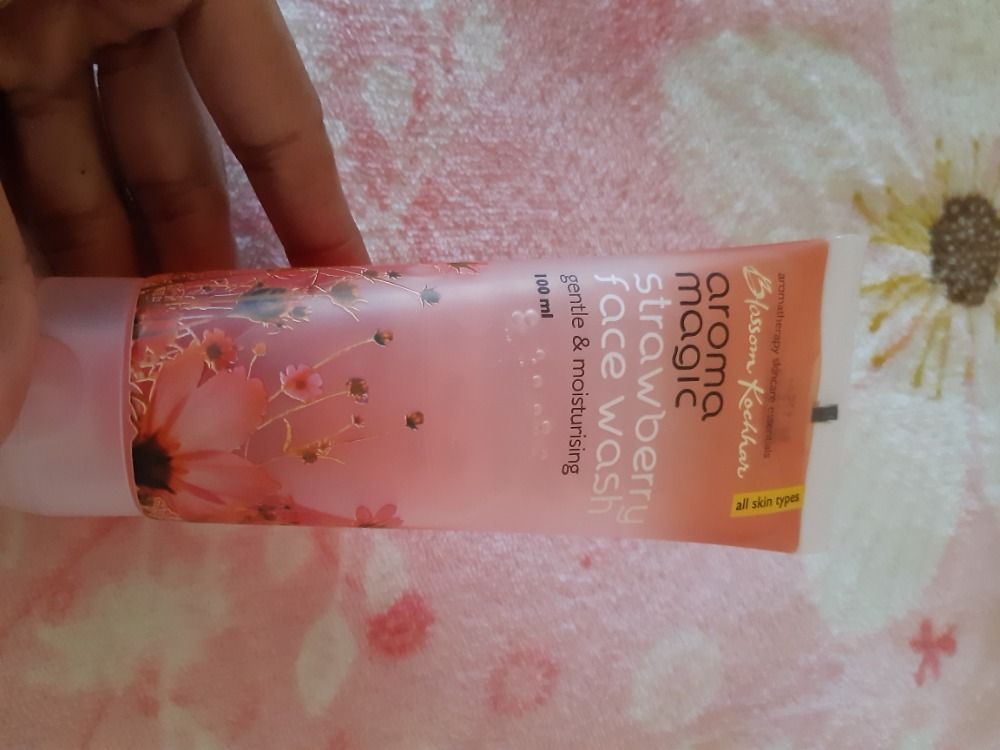 aromatherapy skincare essentials
Blossom Kochhar
all skin types
aroma
magic
strawberry
face wash
gentle & moisturising
100 ml